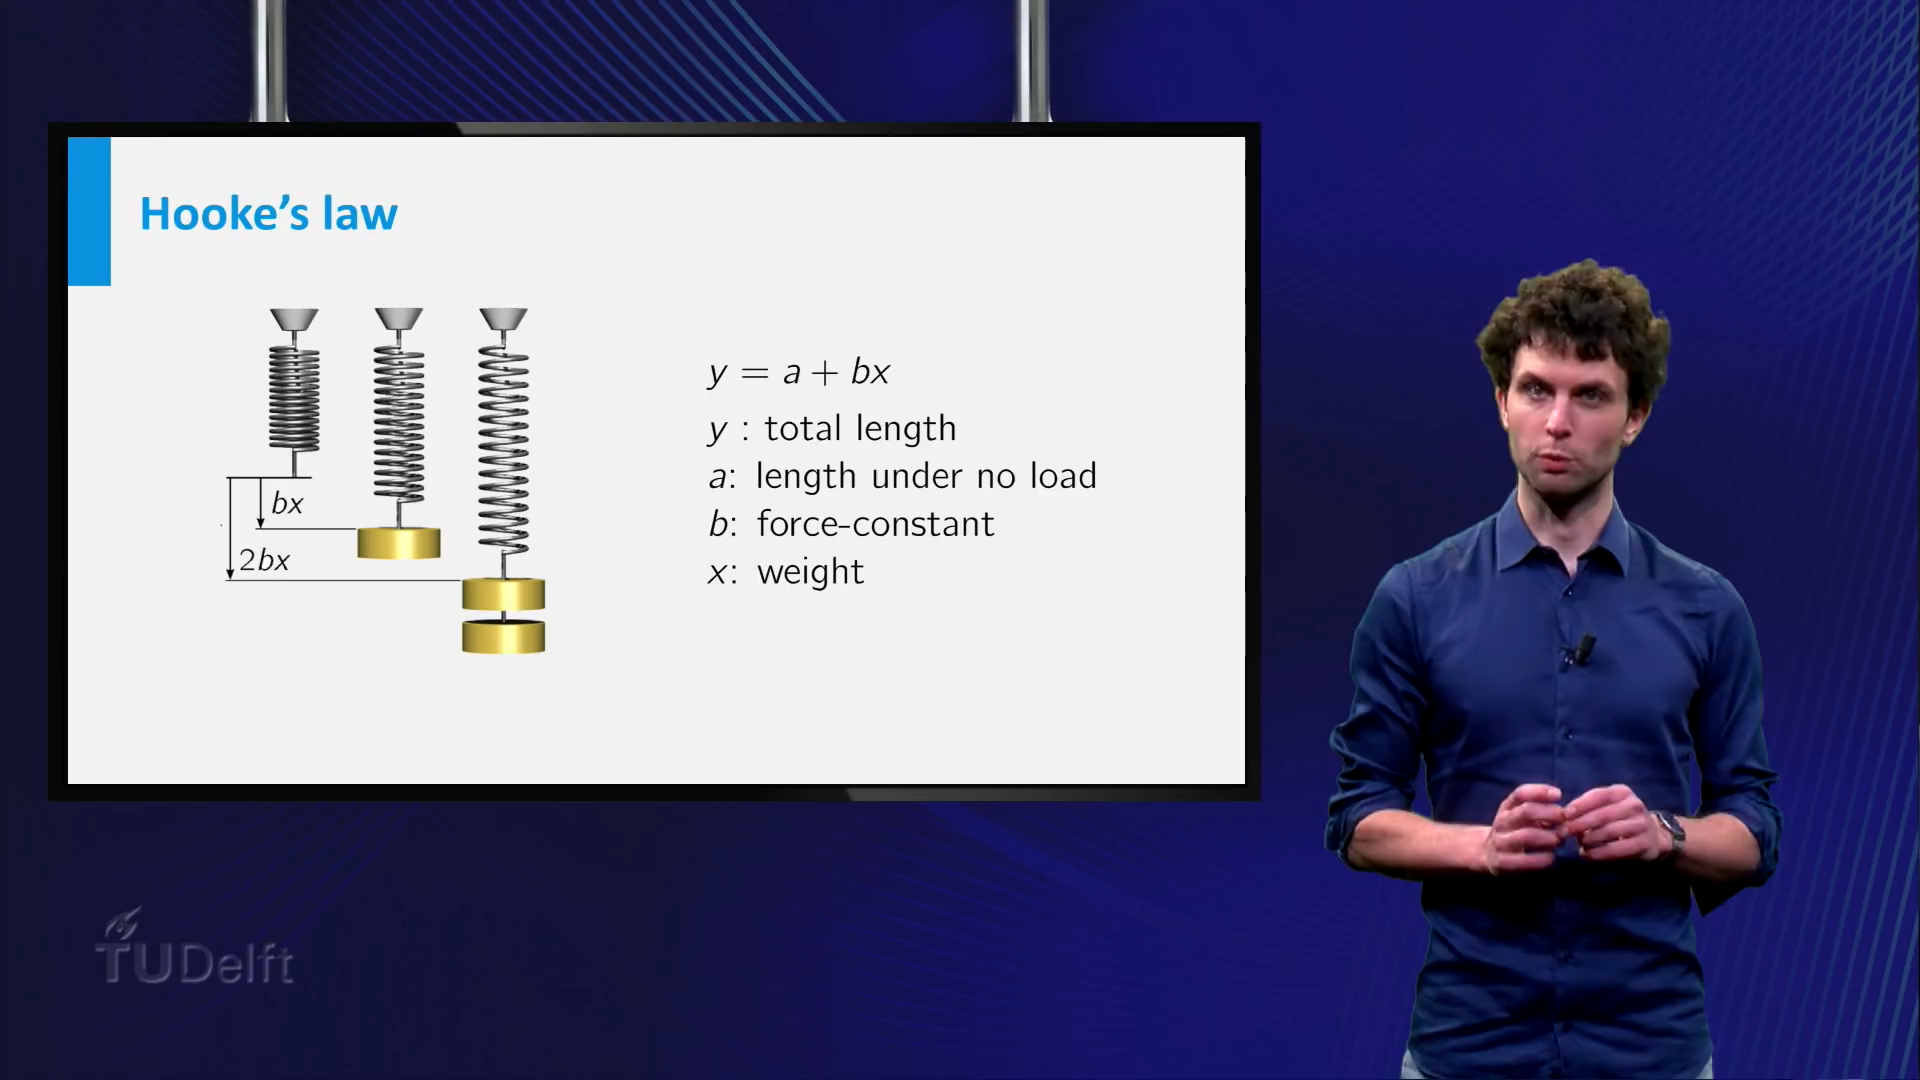 Hooke’s law
bx
2bx
y = a + bx
y : total length
a: length under no load
b: force-constant
x: weight
TUDelft